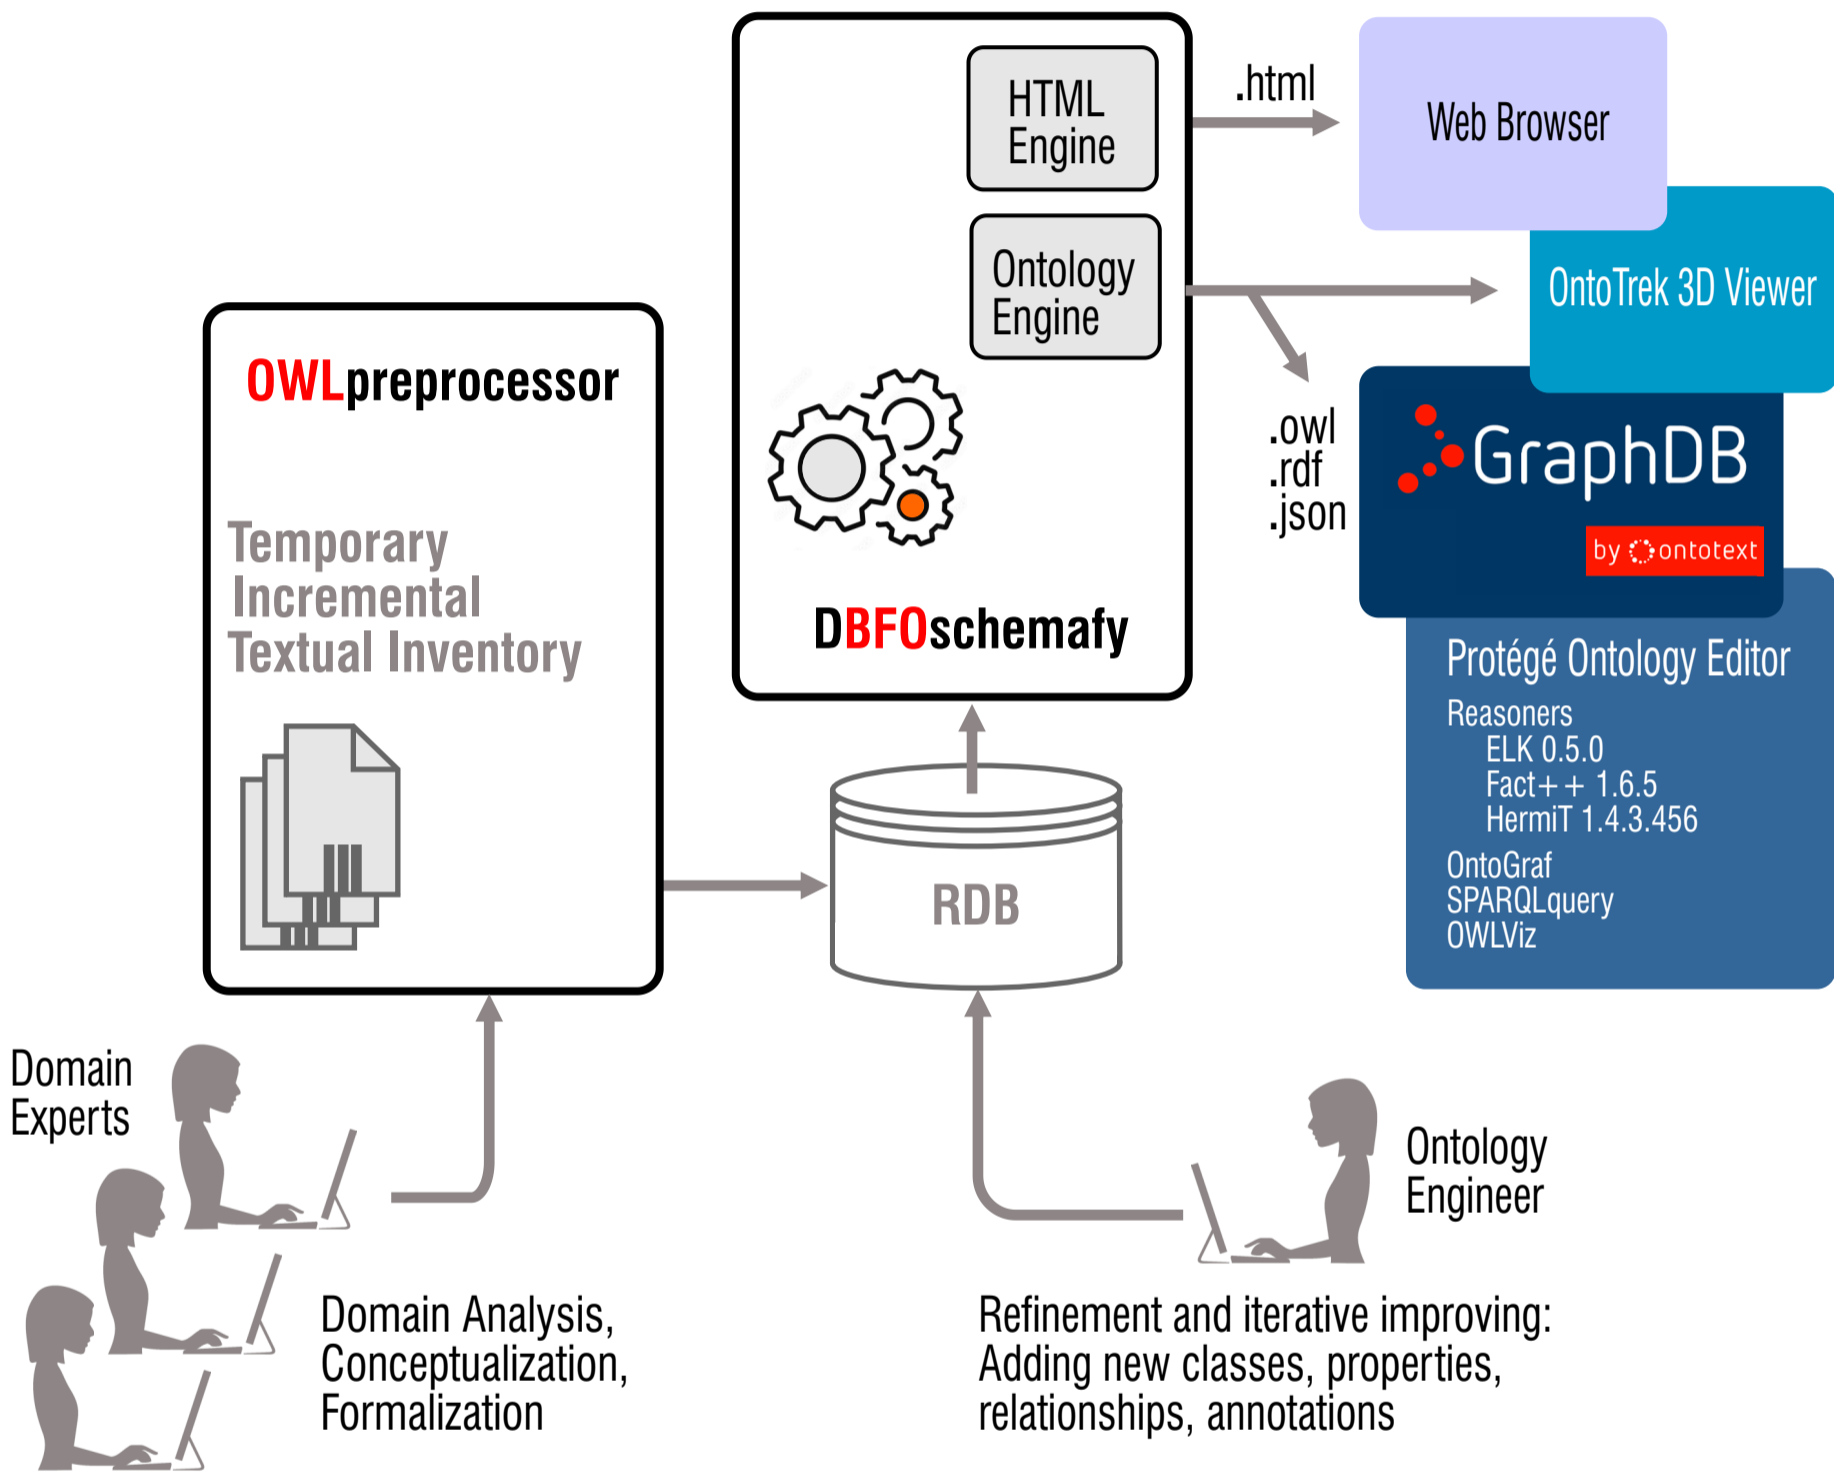 HTML
Engine
.html
Web Browser
Ontology
Engine
OntoTrek 3D Viewer
OWLpreprocessor
.owl
.rdf
.json
GraphDB
by ontotext
Temporary
Incremental
Textual Inventory
DBFOschemafy
Protégé Ontology Editor
Reasoners
ELK 0.5.0
Fact++ 1.6.5
HermiT 1.4.3.456
OntoGraf
SPARQLquery
OWLViz
RDB
Domain
Experts
Ontology
Engineer
Domain Analysis,
Conceptualization,
Formalization
Refinement and iterative improving:
Adding new classes, properties,
relationships, annotations